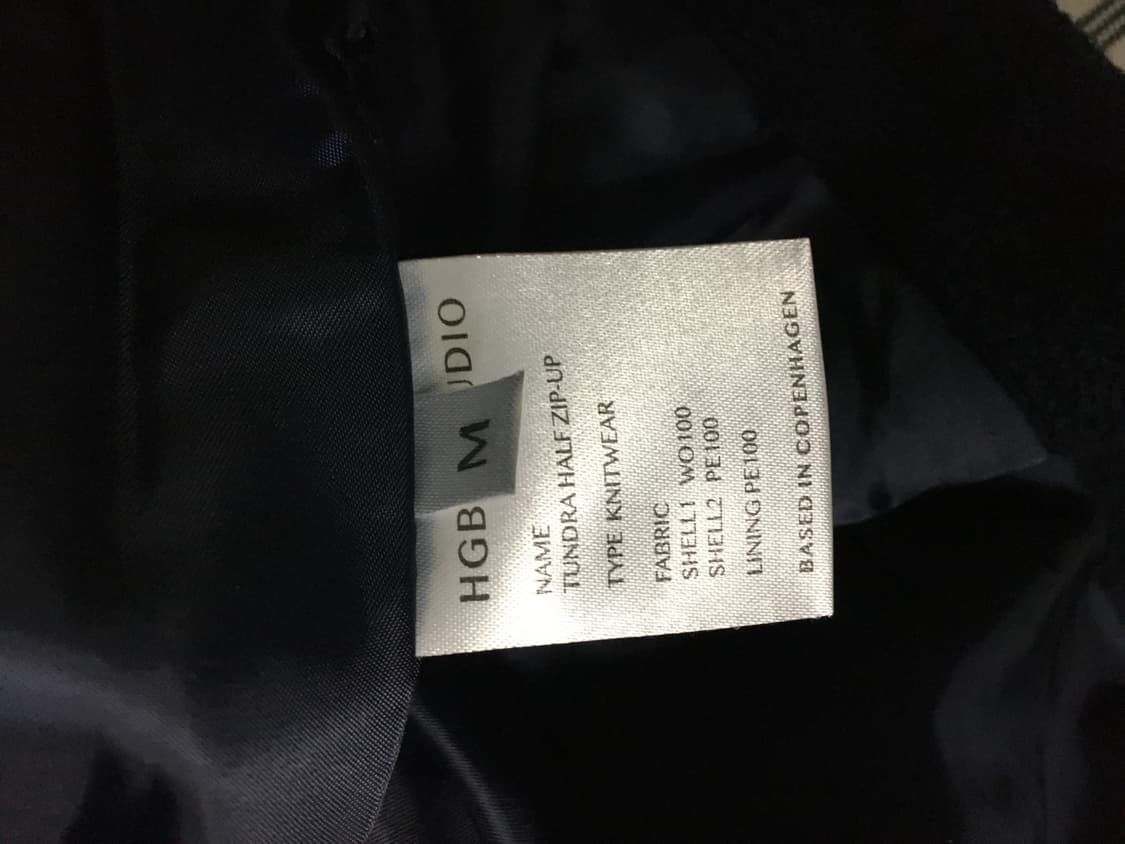 HGB M UDIO
NAME
TUNDRA HALF ZIP-UP
TYPE KNITWEAR
FABRIC
SHELL1 WO100
SHELL2 PE100
LINING PE100
BASED IN COPENHAGEN